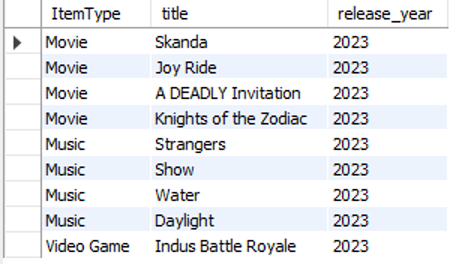 ItemType title release_year
Movie Skanda 2023
Movie Joy Ride 2023
Movie A DEADLY Invitation 2023
Movie Knights of the Zodiac 2023
Music Strangers 2023
Music Show 2023
Music Water 2023
Music Daylight 2023
Video Game Indus Battle Royale 2023